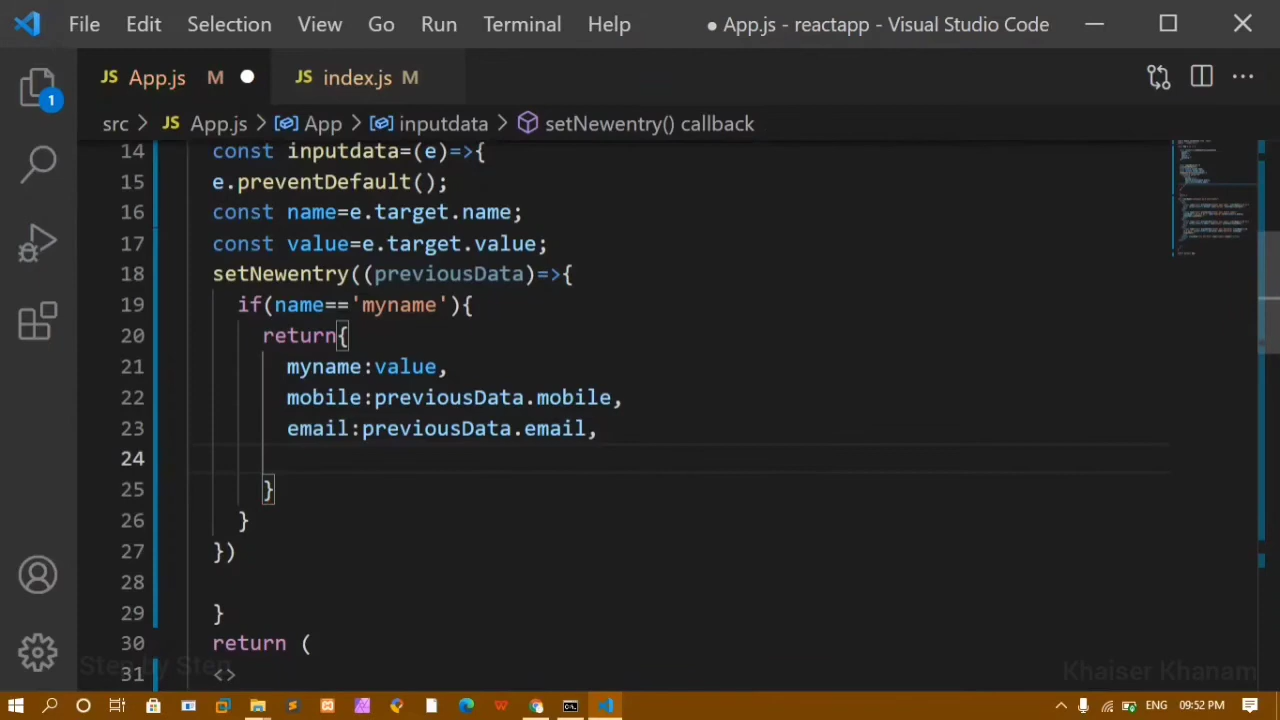 File Edit Selection View Go Run Terminal Help ● App.js - reactapp - Visual Studio Code
JS App.js M ● JS index.js M
1
src > JS App.js > App > inputdata > setNewentry() callback
14 const inputdata=(e)=>{
15 e.preventDefault();
16 const name=e.target.name;
17 const value=e.target.value;
18 setNewentry((previousData)=>{
19 if(name=='myname'){
20 return{
21 myname:value,
22 mobile:previousData.mobile,
23 email:previousData.email,
24
25 }
26 }
27 })
28
29 }
30 return (
31 <>
Step by Step
Khaiser Khanam
ENG 09:52 PM